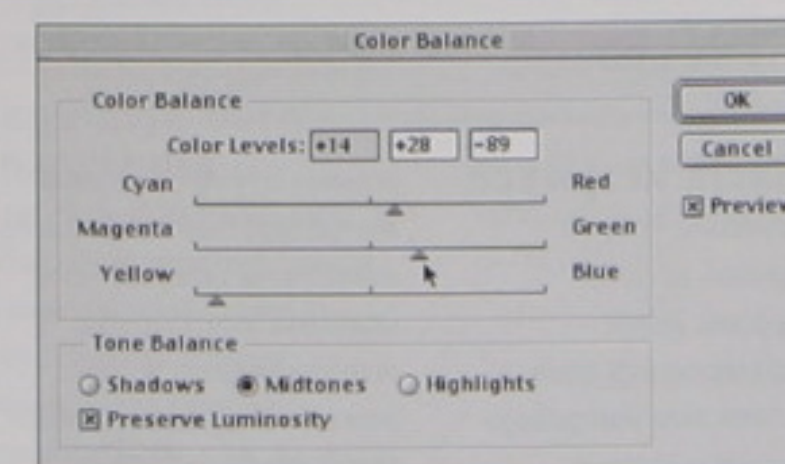 Color Balance
Color Balance
OK
Color Levels: +14 +28 -89
Cancel
Cyan Red
Preview
Magenta Green
Yellow Blue
Tone Balance
Shadows Midtones Highlights
Preserve Luminosity